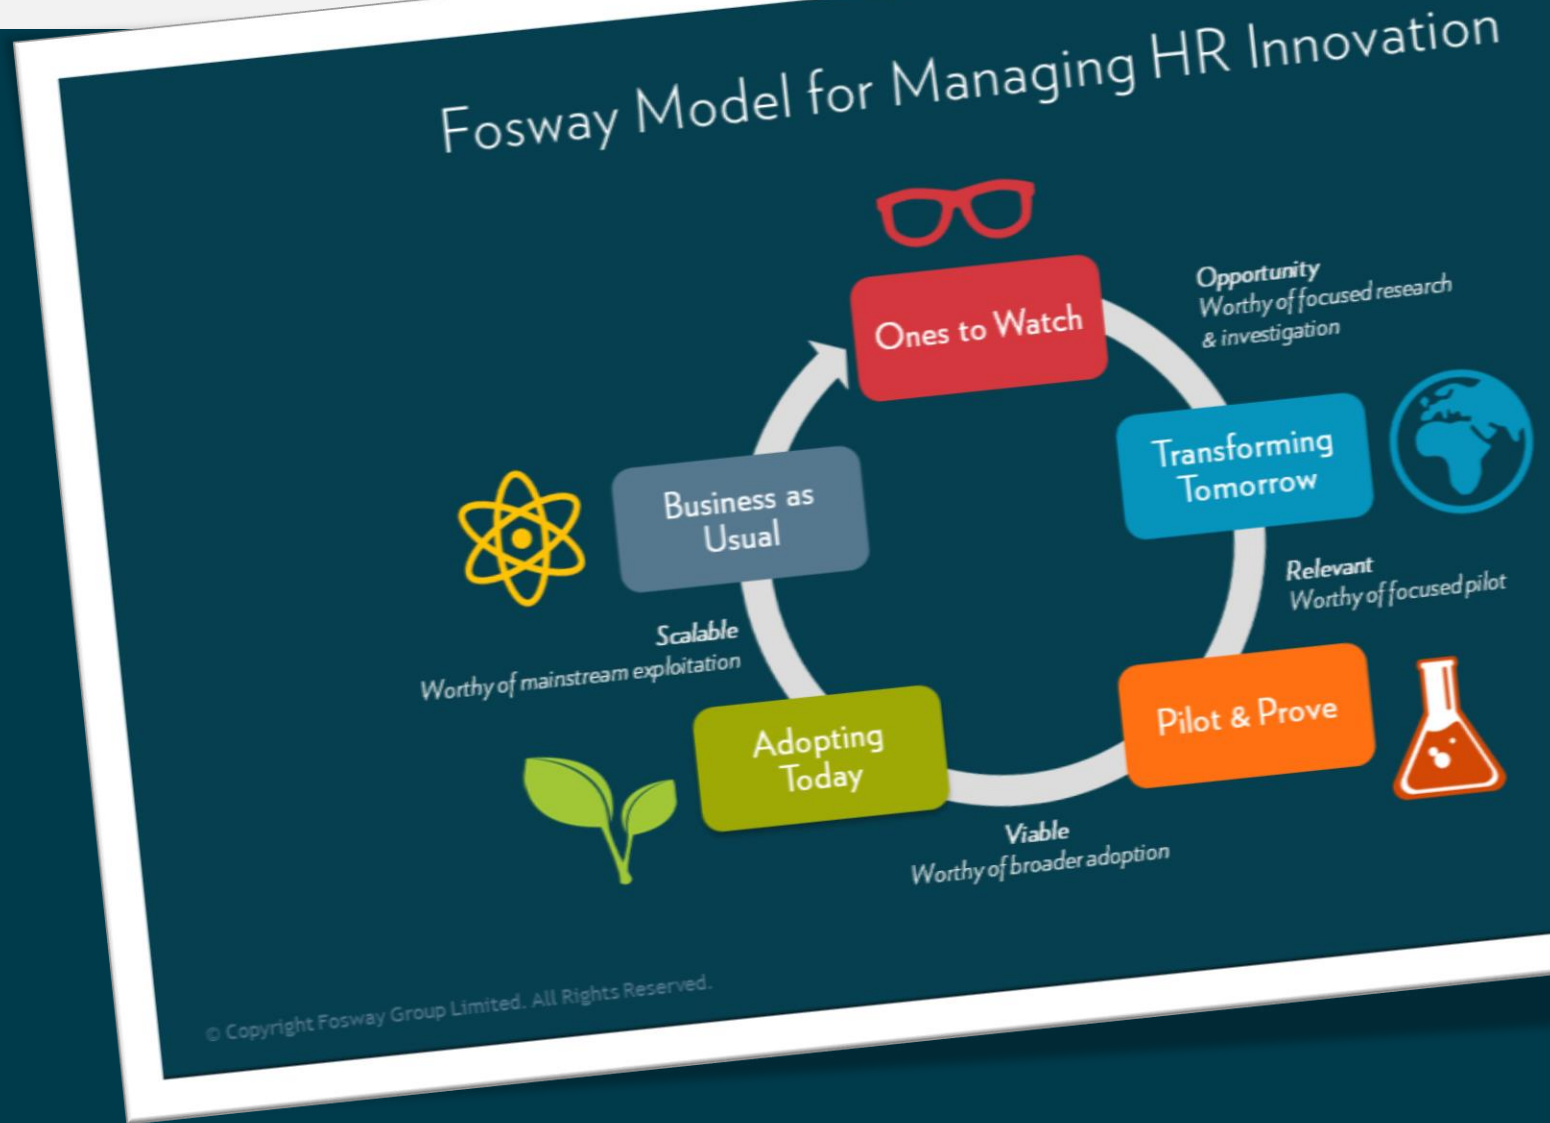 Fosway Model for Managing HR Innovation
Ones to Watch
Opportunity
Worthy of focused research
& investigation
Transforming
Tomorrow
Relevant
Worthy of focused pilot
Pilot & Prove
Viable
Worthy of broader adoption
Adopting
Today
Scalable
Worthy of mainstream exploitation
Business as
Usual
© Copyright Fosway Group Limited. All Rights Reserved.